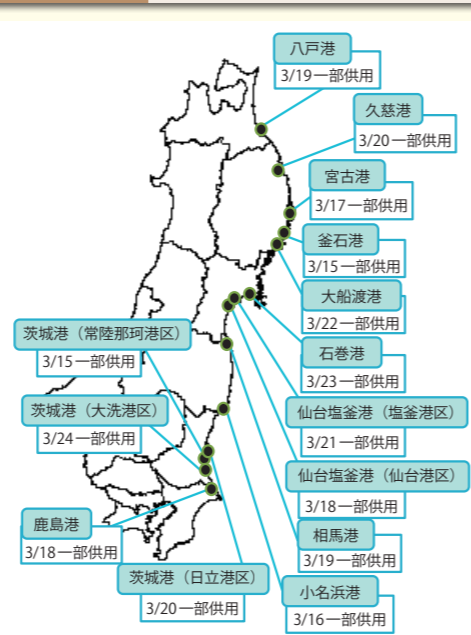 八戸港
3/19一部供用
久慈港
3/20一部供用
宮古港
3/17一部供用
釜石港
3/15一部供用
大船渡港
3/22一部供用
石巻港
3/23一部供用
仙台塩釜港（塩釜港区）
3/21一部供用
仙台塩釜港（仙台港区）
3/18一部供用
相馬港
3/19一部供用
小名浜港
3/16一部供用
茨城港（常陸那珂港区）
3/15一部供用
茨城港（大洗港区）
3/24一部供用
鹿島港
3/18一部供用
茨城港（日立港区）
3/20一部供用